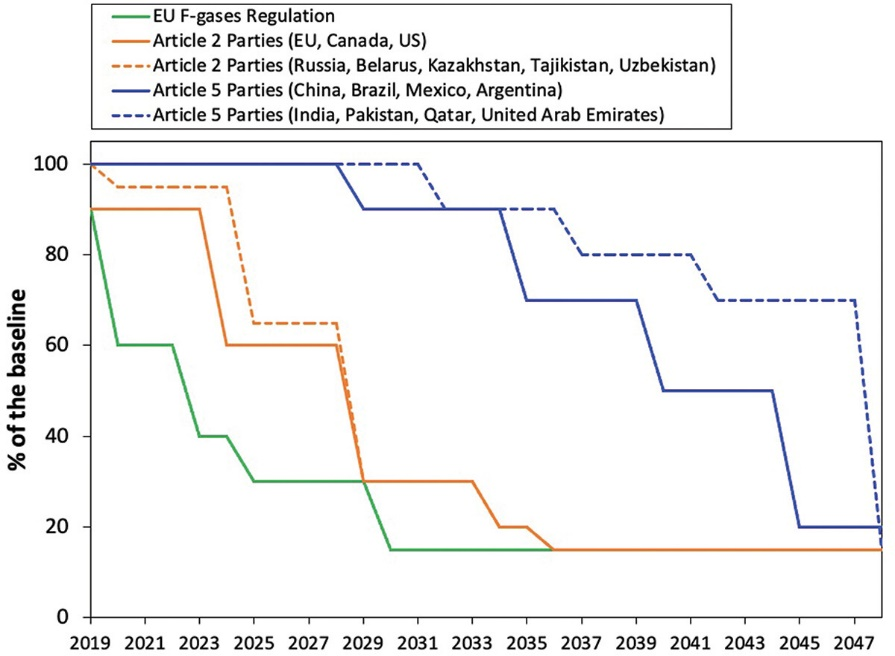 EU F-gases Regulation
Article 2 Parties (EU, Canada, US)
Article 2 Parties (Russia, Belarus, Kazakhstan, Tajikistan, Uzbekistan)
Article 5 Parties (China, Brazil, Mexico, Argentina)
Article 5 Parties (India, Pakistan, Qatar, United Arab Emirates)
% of the baseline
100
80
60
40
20
0
2019 2021 2023 2025 2027 2029 2031 2033 2035 2037 2039 2041 2043 2045 2047